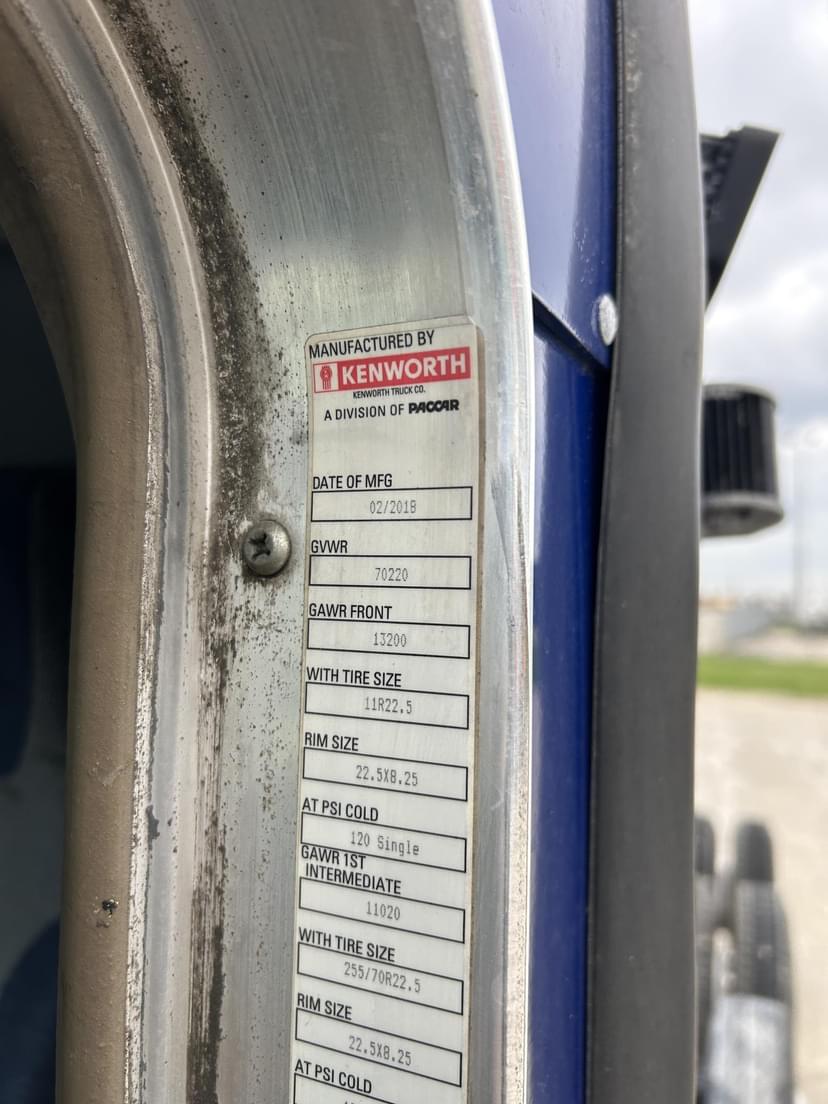 MANUFACTURED BY
KENWORTH
KENWORTH TRUCK CO.
A DIVISION OF PACCAR
DATE OF MFG
02/2018
GVWR
70220
GAWR FRONT
13200
WITH TIRE SIZE
11R22.5
RIM SIZE
22.5X8.25
AT PSI COLD
120 Single
GAWR 1ST
INTERMEDIATE
11020
WITH TIRE SIZE
255/70R22.5
RIM SIZE
22.5X8.25
AT PSI COLD